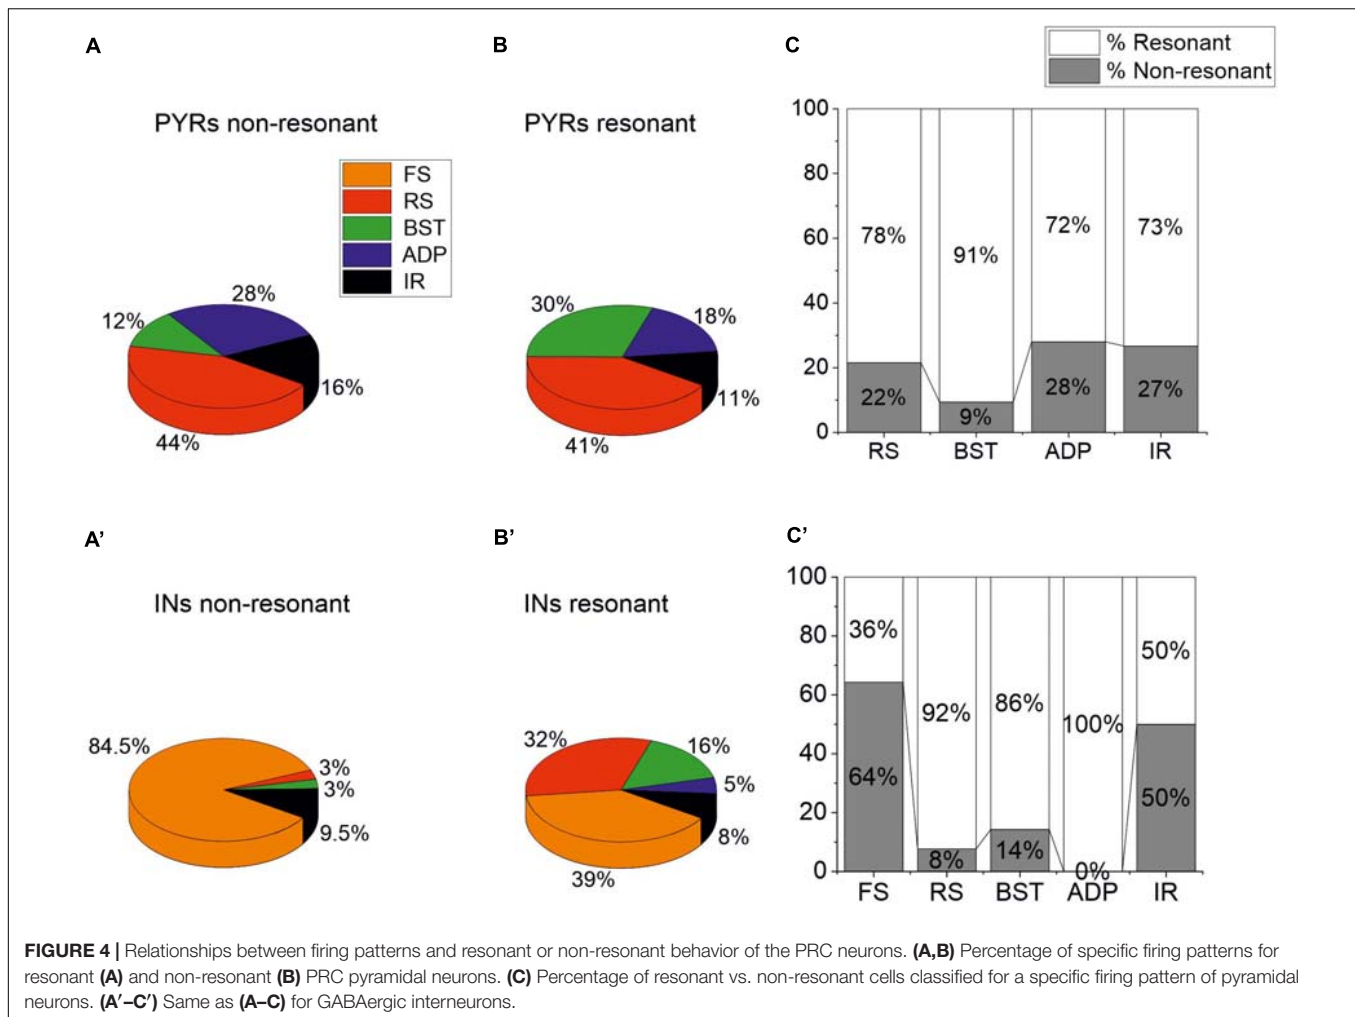 A
B
C
% Resonant
% Non-resonant
PYRs non-resonant
PYRs resonant
FS
RS
BST
ADP
IR
28%
12%
16%
44%
30%
18%
11%
41%
100
80
60
40
20
0
78%
91%
72%
73%
22%
9%
28%
27%
RS
BST
ADP
IR
A'
B'
C'
INs non-resonant
INs resonant
84.5%
3%
3%
9.5%
32%
16%
5%
8%
39%
100
80
60
40
20
0
36%
92%
86%
100%
50%
64%
8%
14%
0%
50%
FS
RS
BST
ADP
IR
FIGURE 4 | Relationships between firing patterns and resonant or non-resonant behavior of the PRC neurons. (A,B) Percentage of specific firing patterns for
resonant (A) and non-resonant (B) PRC pyramidal neurons. (C) Percentage of resonant vs. non-resonant cells classified for a specific firing pattern of pyramidal
neurons. (A′–C′) Same as (A–C) for GABAergic interneurons.